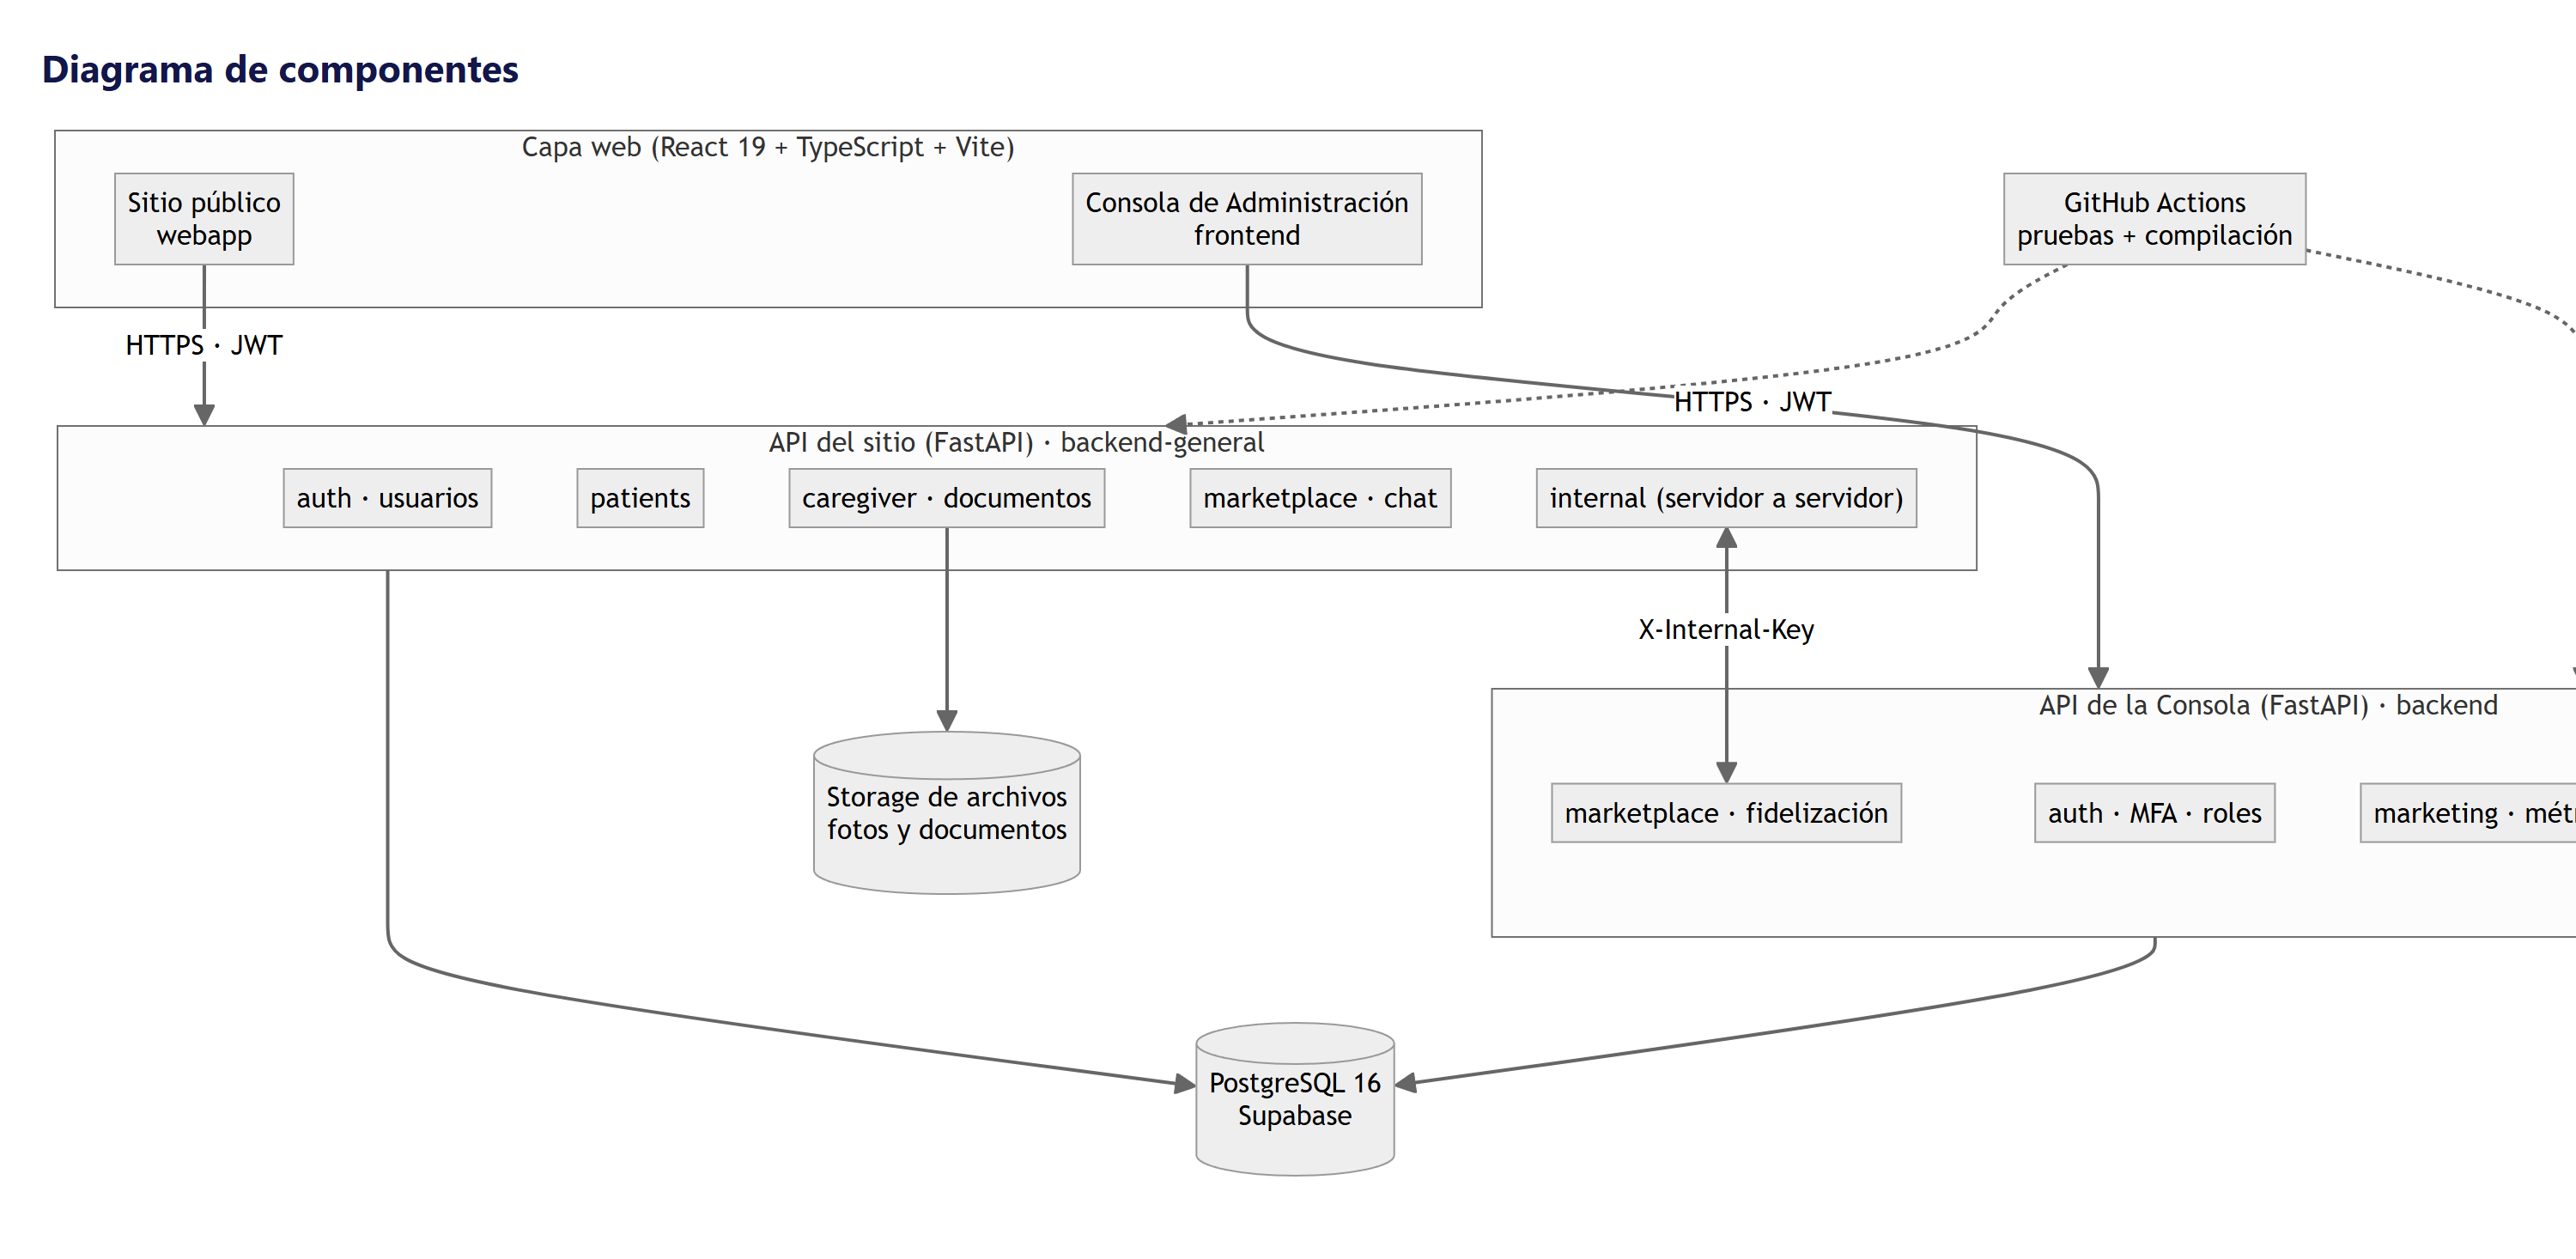 Diagrama de componentes
Capa web (React 19 + TypeScript + Vite)
Sitio público
webapp
Consola de Administración
frontend
GitHub Actions
pruebas + compilación
HTTPS · JWT
HTTPS · JWT
API del sitio (FastAPI) · backend-general
auth · usuarios
patients
caregiver · documentos
marketplace · chat
internal (servidor a servidor)
X-Internal-Key
API de la Consola (FastAPI) · backend
Storage de archivos
fotos y documentos
marketplace · fidelización
auth · MFA · roles
marketing ·
PostgreSQL 16
Supabase